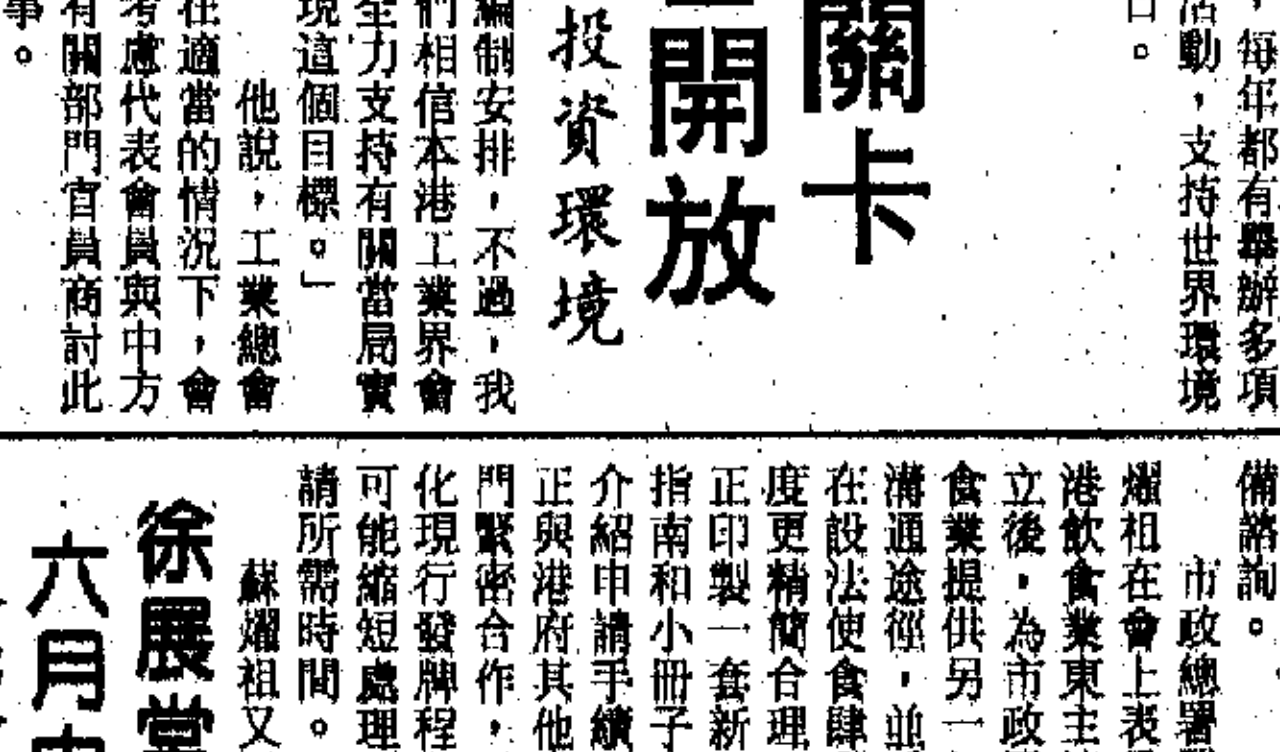 ，每年都有舉辦多項
活動，支持世界環境
口。
關卡
開放
投資環境
編制安排，不過，我
們相信本港工業界會
全力支持有關當局實
現這個目標。」
他說，工業總會
在適當的情況下，會
考慮代表會員與中方
有關部門官員商討此
事。
備諮詢。
市政總署
燿祖在會上表
港飲食業東主
立後，為市政
食業提供另一
溝通途徑，並
在設法使食肆
度更精簡合理
正印製一套新
指南和小冊子
介紹申請手續
正與港府其他
門緊密合作，
化現行發牌程
可能縮短處理
請所需時間。
蘇燿祖又
徐展堂
六月